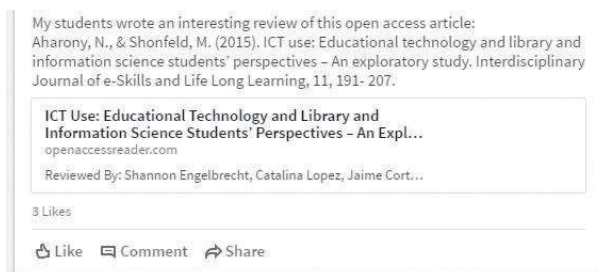 My students wrote an interesting review of this open access article:
Aharony, N., & Shonfeld, M. (2015). ICT use: Educational technology and library and
information science students' perspectives – An exploratory study. Interdisciplinary
Journal of e-Skills and Life Long Learning, 11, 191- 207.
ICT Use: Educational Technology and Library and
Information Science Students' Perspectives – An Expl...
openaccessreader.com
Reviewed By: Shannon Engelbrecht, Catalina Lopez, Jaime Cort...
3 Likes
Like Comment Share